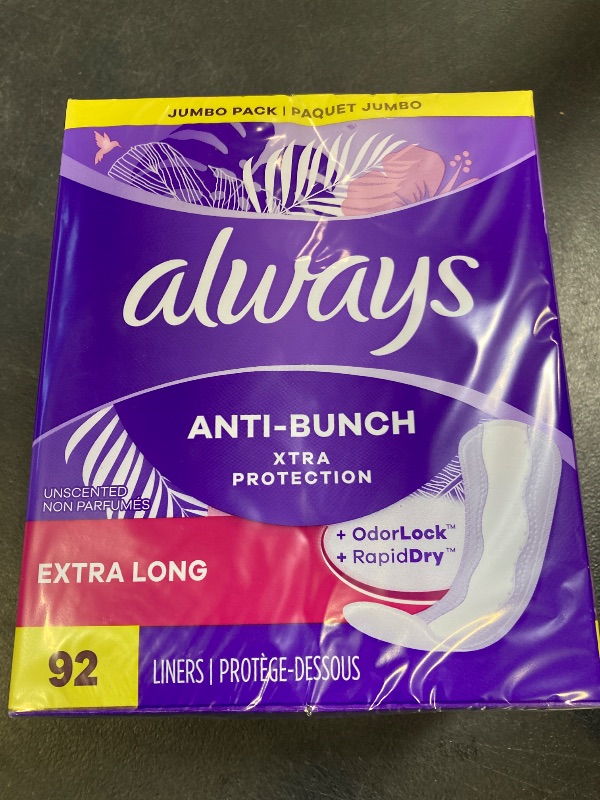 JUMBO PACK | PAQUET JUMBO
always
ANTI-BUNCH
XTRA
PROTECTION
UNSCENTED
NON PARFUMÉS
+ OdorLock™
+ RapidDry™
EXTRA LONG
92
LINERS | PROTÈGE-DESSOUS